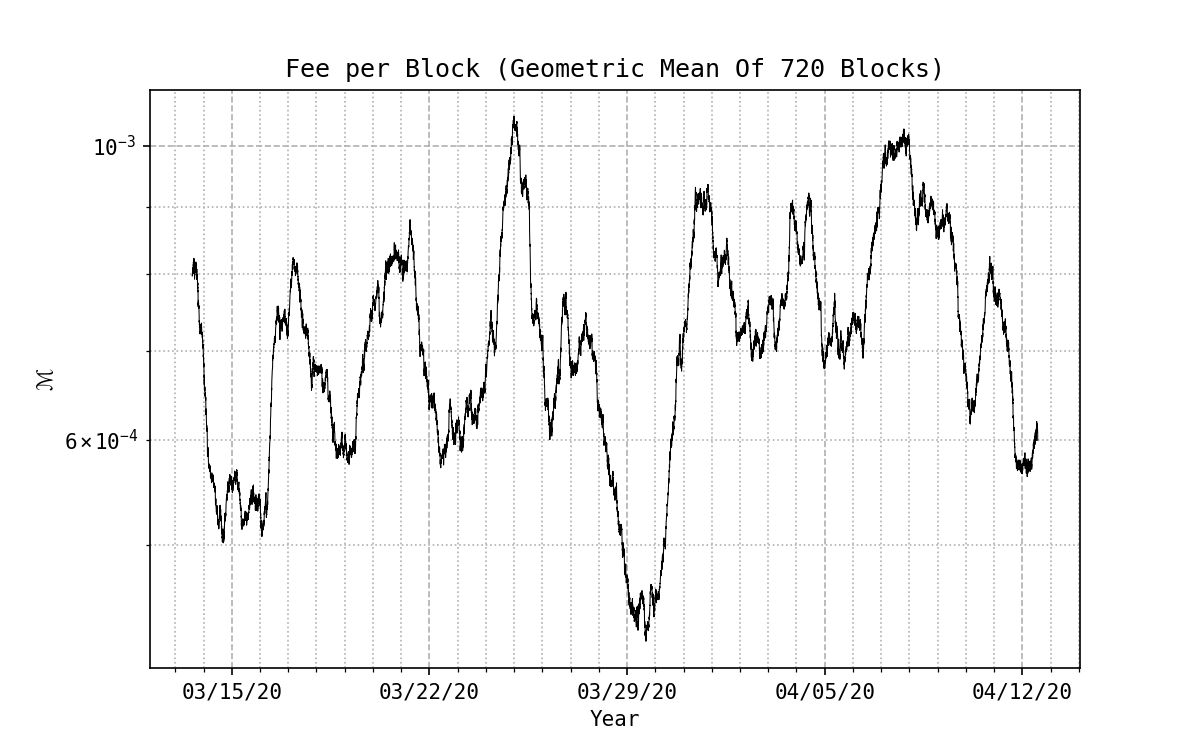 Fee per Block (Geometric Mean Of 720 Blocks)
10⁻³
ℳ
6×10⁻⁴
03/15/20 03/22/20 03/29/20 04/05/20 04/12/20
Year